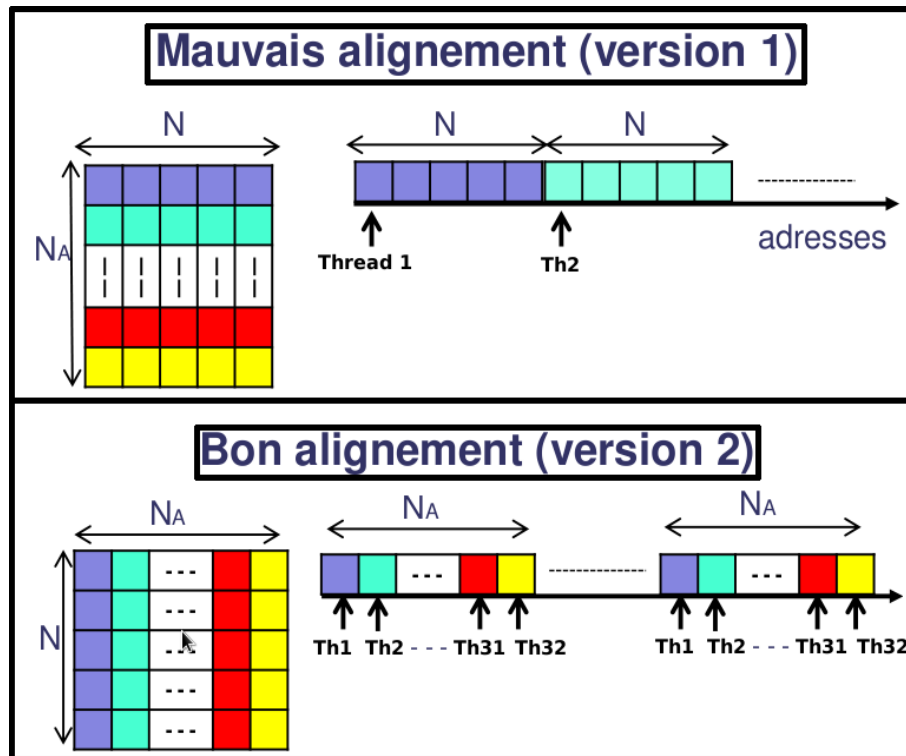 Mauvais alignement (version 1)
N
NA
N N
Thread 1 Th2
adresses
Bon alignement (version 2)
NA
N
- - -
- - -
- - -
- - -
- - -
NA NA
- - - - - -
Th1 Th2 - - - Th31 Th32 Th1 Th2 - - - Th31 Th32